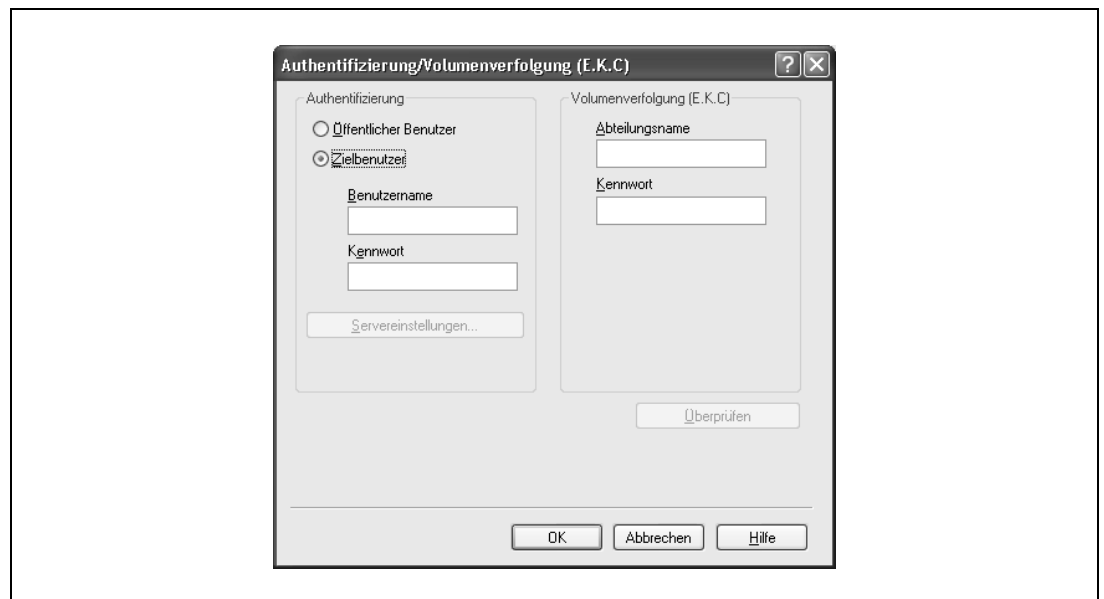 Authentifizierung/Volumenverfolgung (E.K.C)
Authentifizierung
Öffentlicher Benutzer
Zielbenutzer
Benutzername
Kennwort
Servereinstellungen...
Volumenverfolgung (E.K.C)
Abteilungsname
Kennwort
Überprüfen
OK
Abbrechen
Hilfe